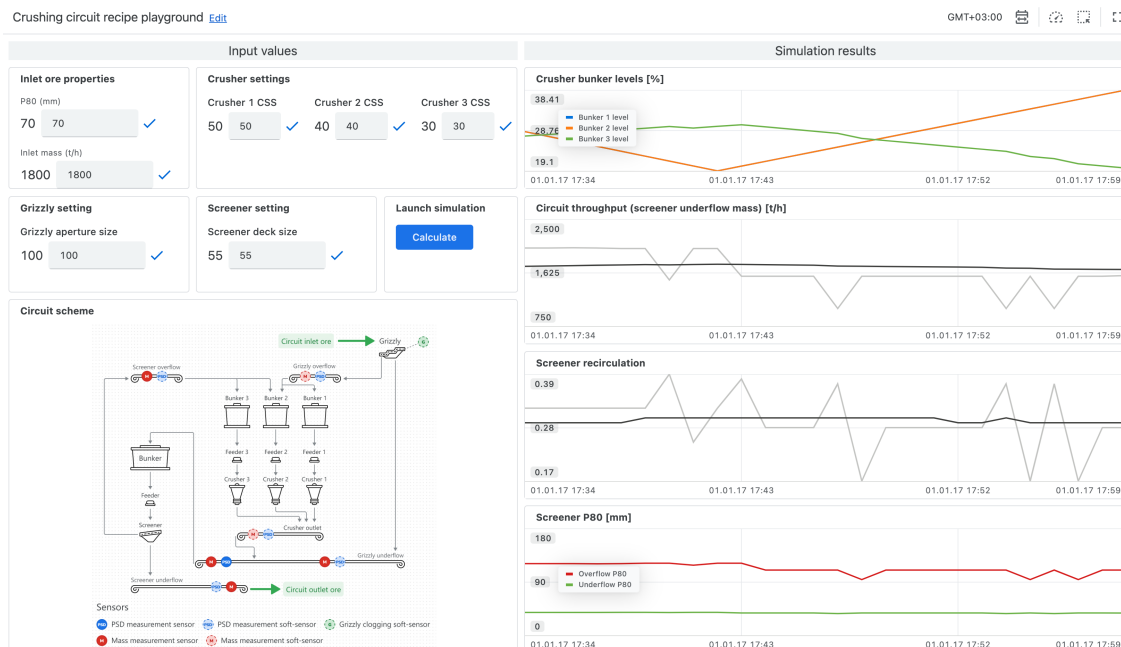 Crushing circuit recipe playground Edit
GMT+03:00
Input values
Simulation results
Inlet ore properties
P80 (mm)
70 70
Inlet mass (t/h)
1800 1800
Crusher settings
Crusher 1 CSS Crusher 2 CSS Crusher 3 CSS
50 50 40 40 30 30
Grizzly setting
Grizzly aperture size
100 100
Screener setting
Screener deck size
55 55
Launch simulation
Calculate
Circuit scheme
Circuit inlet ore
Grizzly
G
Screener overflow
M PSD
Grizzly overflow
M PSD
Bunker 3 Bunker 2 Bunker 1
Bunker
Feeder 3 Feeder 2 Feeder 1
Crusher 3 Crusher 2 Crusher 1
Feeder
Screener
Crusher outlet
M PSD
Grizzly underflow
M PSD M PSD
Screener underflow
PSD M
Circuit outlet ore
Sensors
PSD PSD measurement sensor PSD PSD measurement soft-sensor G Grizzly clogging soft-sensor
M Mass measurement sensor M Mass measurement soft-sensor
Crusher bunker levels [%]
38.41
28.76
19.1
Bunker 1 level
Bunker 2 level
Bunker 3 level
01.01.17 17:34 01.01.17 17:43 01.01.17 17:52 01.01.17 17:59
Circuit throughput (screener underflow mass) [t/h]
2,500
1,625
750
01.01.17 17:34 01.01.17 17:43 01.01.17 17:52 01.01.17 17:59
Screener recirculation
0.39
0.28
0.17
01.01.17 17:34 01.01.17 17:43 01.01.17 17:52 01.01.17 17:59
Screener P80 [mm]
180
90
0
Overflow P80
Underflow P80
01.01.17 17:34 01.01.17 17:43 01.01.17 17:52 01.01.17 17:59